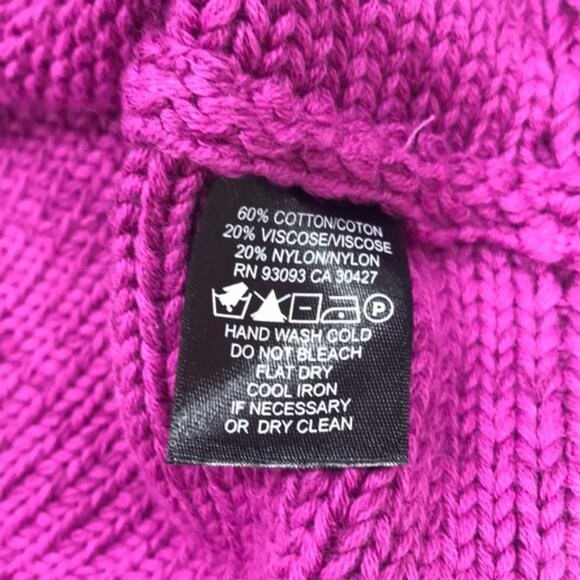 60% COTTON/COTON
20% VISCOSE/VISCOSE
20% NYLON/NYLON
RN 93093 CA 30427
P
HAND WASH COLD
DO NOT BLEACH
FLAT DRY
COOL IRON
IF NECESSARY
OR DRY CLEAN